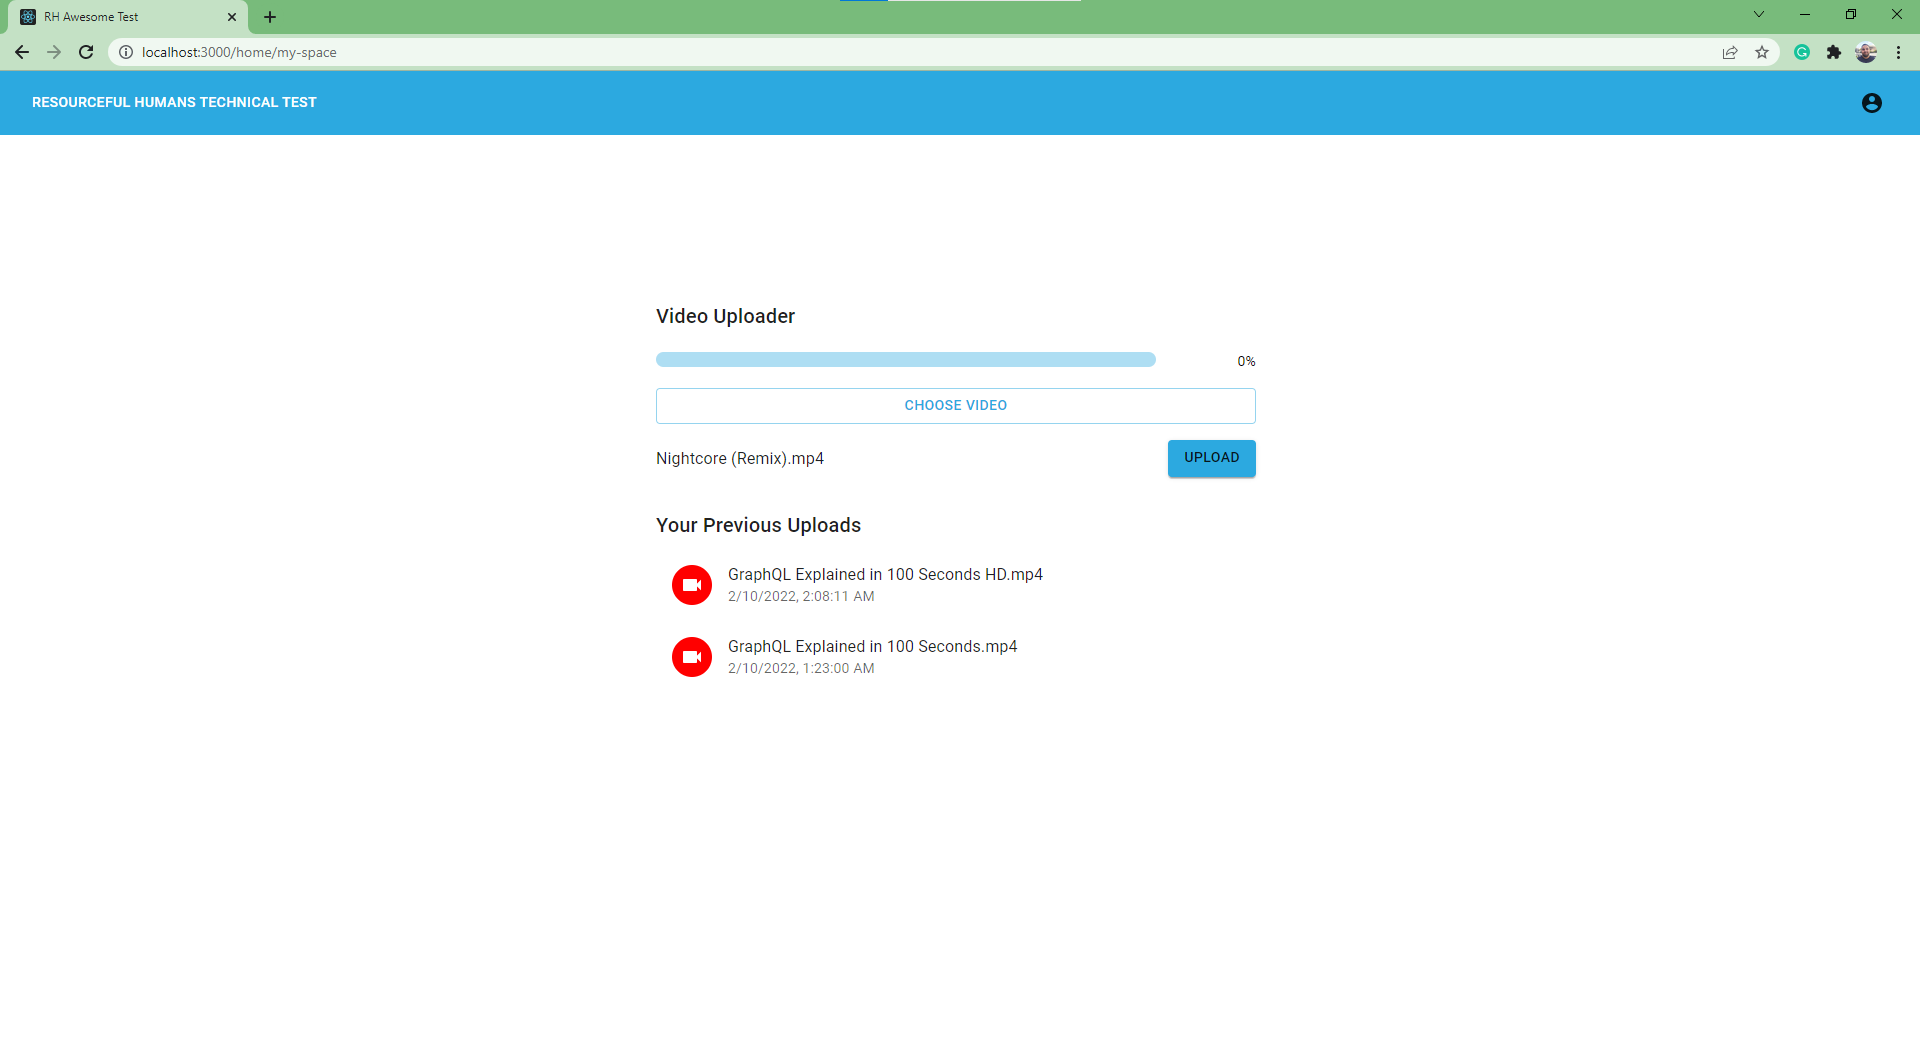 RH Awesome Test
localhost:3000/home/my-space
RESOURCEFUL HUMANS TECHNICAL TEST
Video Uploader
0%
CHOOSE VIDEO
Nightcore (Remix).mp4
UPLOAD
Your Previous Uploads
GraphQL Explained in 100 Seconds HD.mp4
2/10/2022, 2:08:11 AM
GraphQL Explained in 100 Seconds.mp4
2/10/2022, 1:23:00 AM